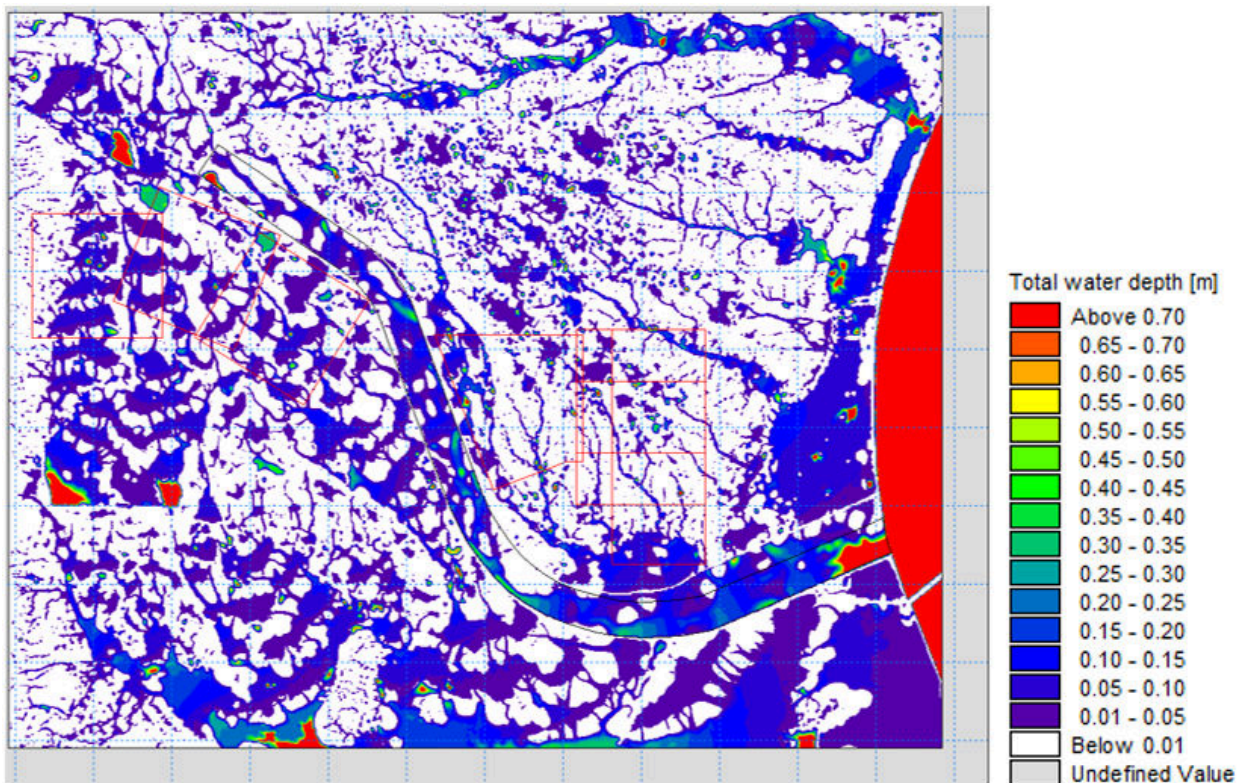 Total water depth [m]
Above 0.70
0.65 - 0.70
0.60 - 0.65
0.55 - 0.60
0.50 - 0.55
0.45 - 0.50
0.40 - 0.45
0.35 - 0.40
0.30 - 0.35
0.25 - 0.30
0.20 - 0.25
0.15 - 0.20
0.10 - 0.15
0.05 - 0.10
0.01 - 0.05
Below 0.01
Undefined Value